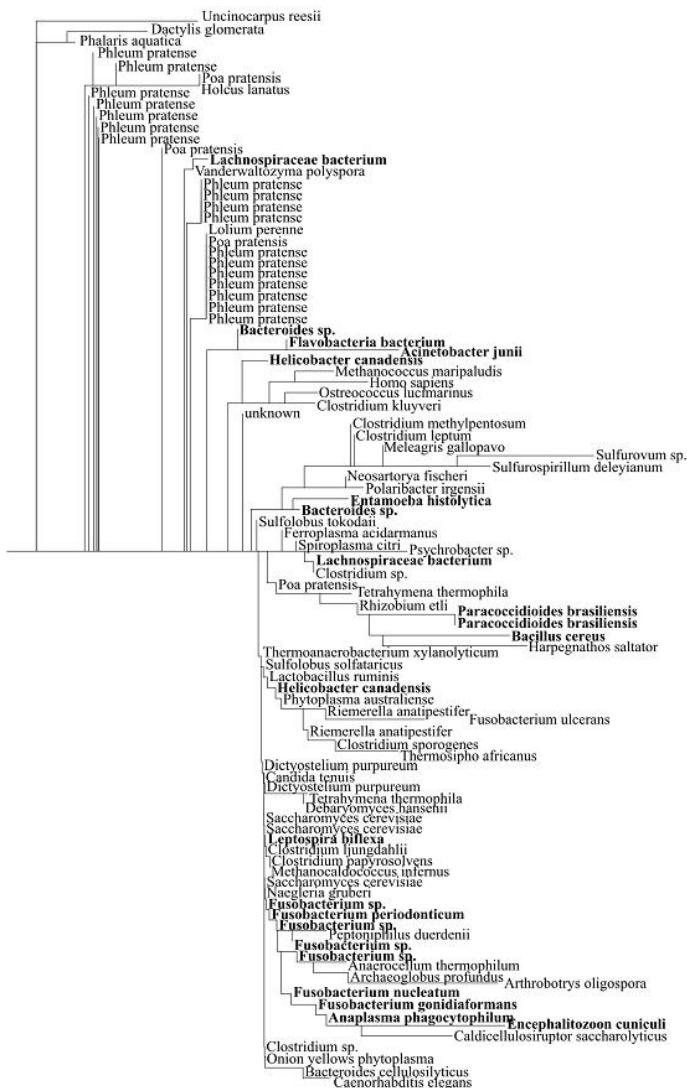 Uncinocarpus reesii
Dactylis glomerata
Phalaris aquatica
Phleum pratense
Phleum pratense
Poa pratensis
Holcus lanatus
Phleum pratense
Phleum pratense
Phleum pratense
Phleum pratense
Phleum pratense
Poa pratensis
Lachnospiraceae bacterium
Vanderwaltozyma polyspora
Phleum pratense
Phleum pratense
Phleum pratense
Phleum pratense
Lolium perenne
Poa pratensis
Phleum pratense
Phleum pratense
Phleum pratense
Phleum pratense
Phleum pratense
Phleum pratense
Phleum pratense
Bacteroides sp.
Flavobacteria bacterium
Acinetobacter junii
Helicobacter canadensis
Methanococcus maripaludis
Homo sapiens
Ostreococcus lucimarinus
Clostridium kluyveri
unknown
Clostridium methylpentosum
Clostridium leptum
Meleagris gallopavo
Sulfurovum sp.
Sulfurospirillum deleyianum
Neosartorya fischeri
Polaribacter irgensii
Entamoeba histolytica
Bacteroides sp.
Sulfolobus tokodaii
Ferroplasma acidarmanus
Spiroplasma citri
Psychrobacter sp.
Lachnospiraceae bacterium
Clostridium sp.
Poa pratensis
Tetrahymena thermophila
Rhizobium etli
Paracoccidioides brasiliensis
Paracoccidioides brasiliensis
Bacillus cereus
Harpegnathos saltator
Thermoanaerobacterium xylanolyticum
Sulfolobus solfataricus
Lactobacillus ruminis
Helicobacter canadensis
Phytoplasma australiense
Riemerella anatipestifer
Fusobacterium ulcerans
Riemerella anatipestifer
Clostridium sporogenes
Thermosipho africanus
Dictyostelium purpureum
Candida tenuis
Dictyostelium purpureum
Tetrahymena thermophila
Debaryomyces hansenii
Saccharomyces cerevisiae
Saccharomyces cerevisiae
Leptospira biflexa
Clostridium ljungdahlii
Clostridium papyrosolvens
Methanocaldococcus infernus
Saccharomyces cerevisiae
Naegleria gruberi
Fusobacterium sp.
Fusobacterium periodonticum
Fusobacterium sp.
Peptoniphilus duerdenii
Fusobacterium sp.
Fusobacterium sp.
Anaerocellum thermophilum
Archaeoglobus profundus
Arthrobotrys oligospora
Fusobacterium nucleatum
Fusobacterium gonidiaformans
Anaplasma phagocytophilum
Encephalitozoon cuniculi
Caldicellulosiruptor saccharolyticus
Clostridium sp.
Onion yellows phytoplasma
Bacteroides cellulosilyticus
Caenorhabditis elegans